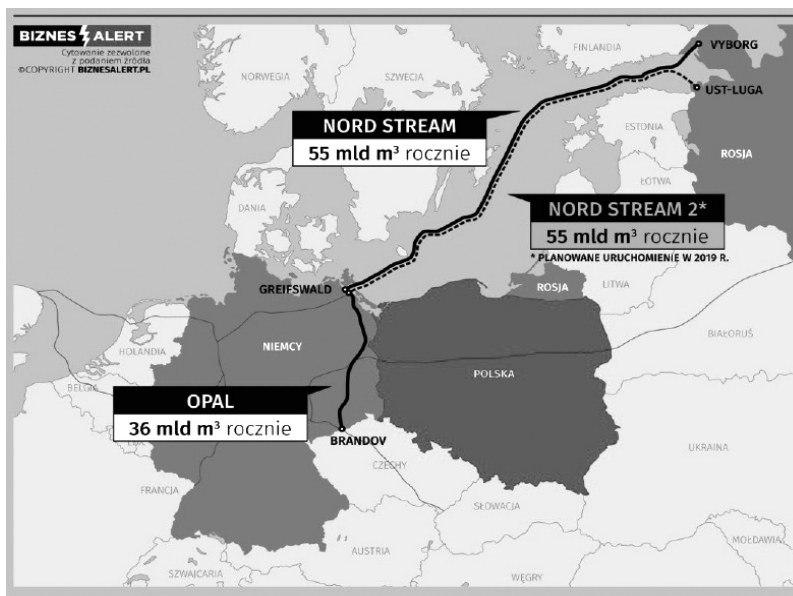 BIZNES ALERT
Cytowanie zezwolone
z podaniem źródła
©COPYRIGHT BIZNESALERT.PL
NORWEGIA
SZWECJA
FINLANDIA
VYBORG
UST-LUGA
NORD STREAM
55 mld m³ rocznie
ESTONIA
ROSJA
ŁOTWA
DANIA
NORD STREAM 2*
55 mld m³ rocznie
* PLANOWANE URUCHOMIENIE W 2019 R.
GREIFSWALD
ROSJA
LITWA
BIAŁORUŚ
HOLANDIA
NIEMCY
POLSKA
BELGIA
OPAL
36 mld m³ rocznie
BRANDOV
LUX
CZECHY
UKRAINA
FRANCJA
SŁOWACJA
MOŁDAWIA
AUSTRIA
SZWAJCARIA
WĘGRY